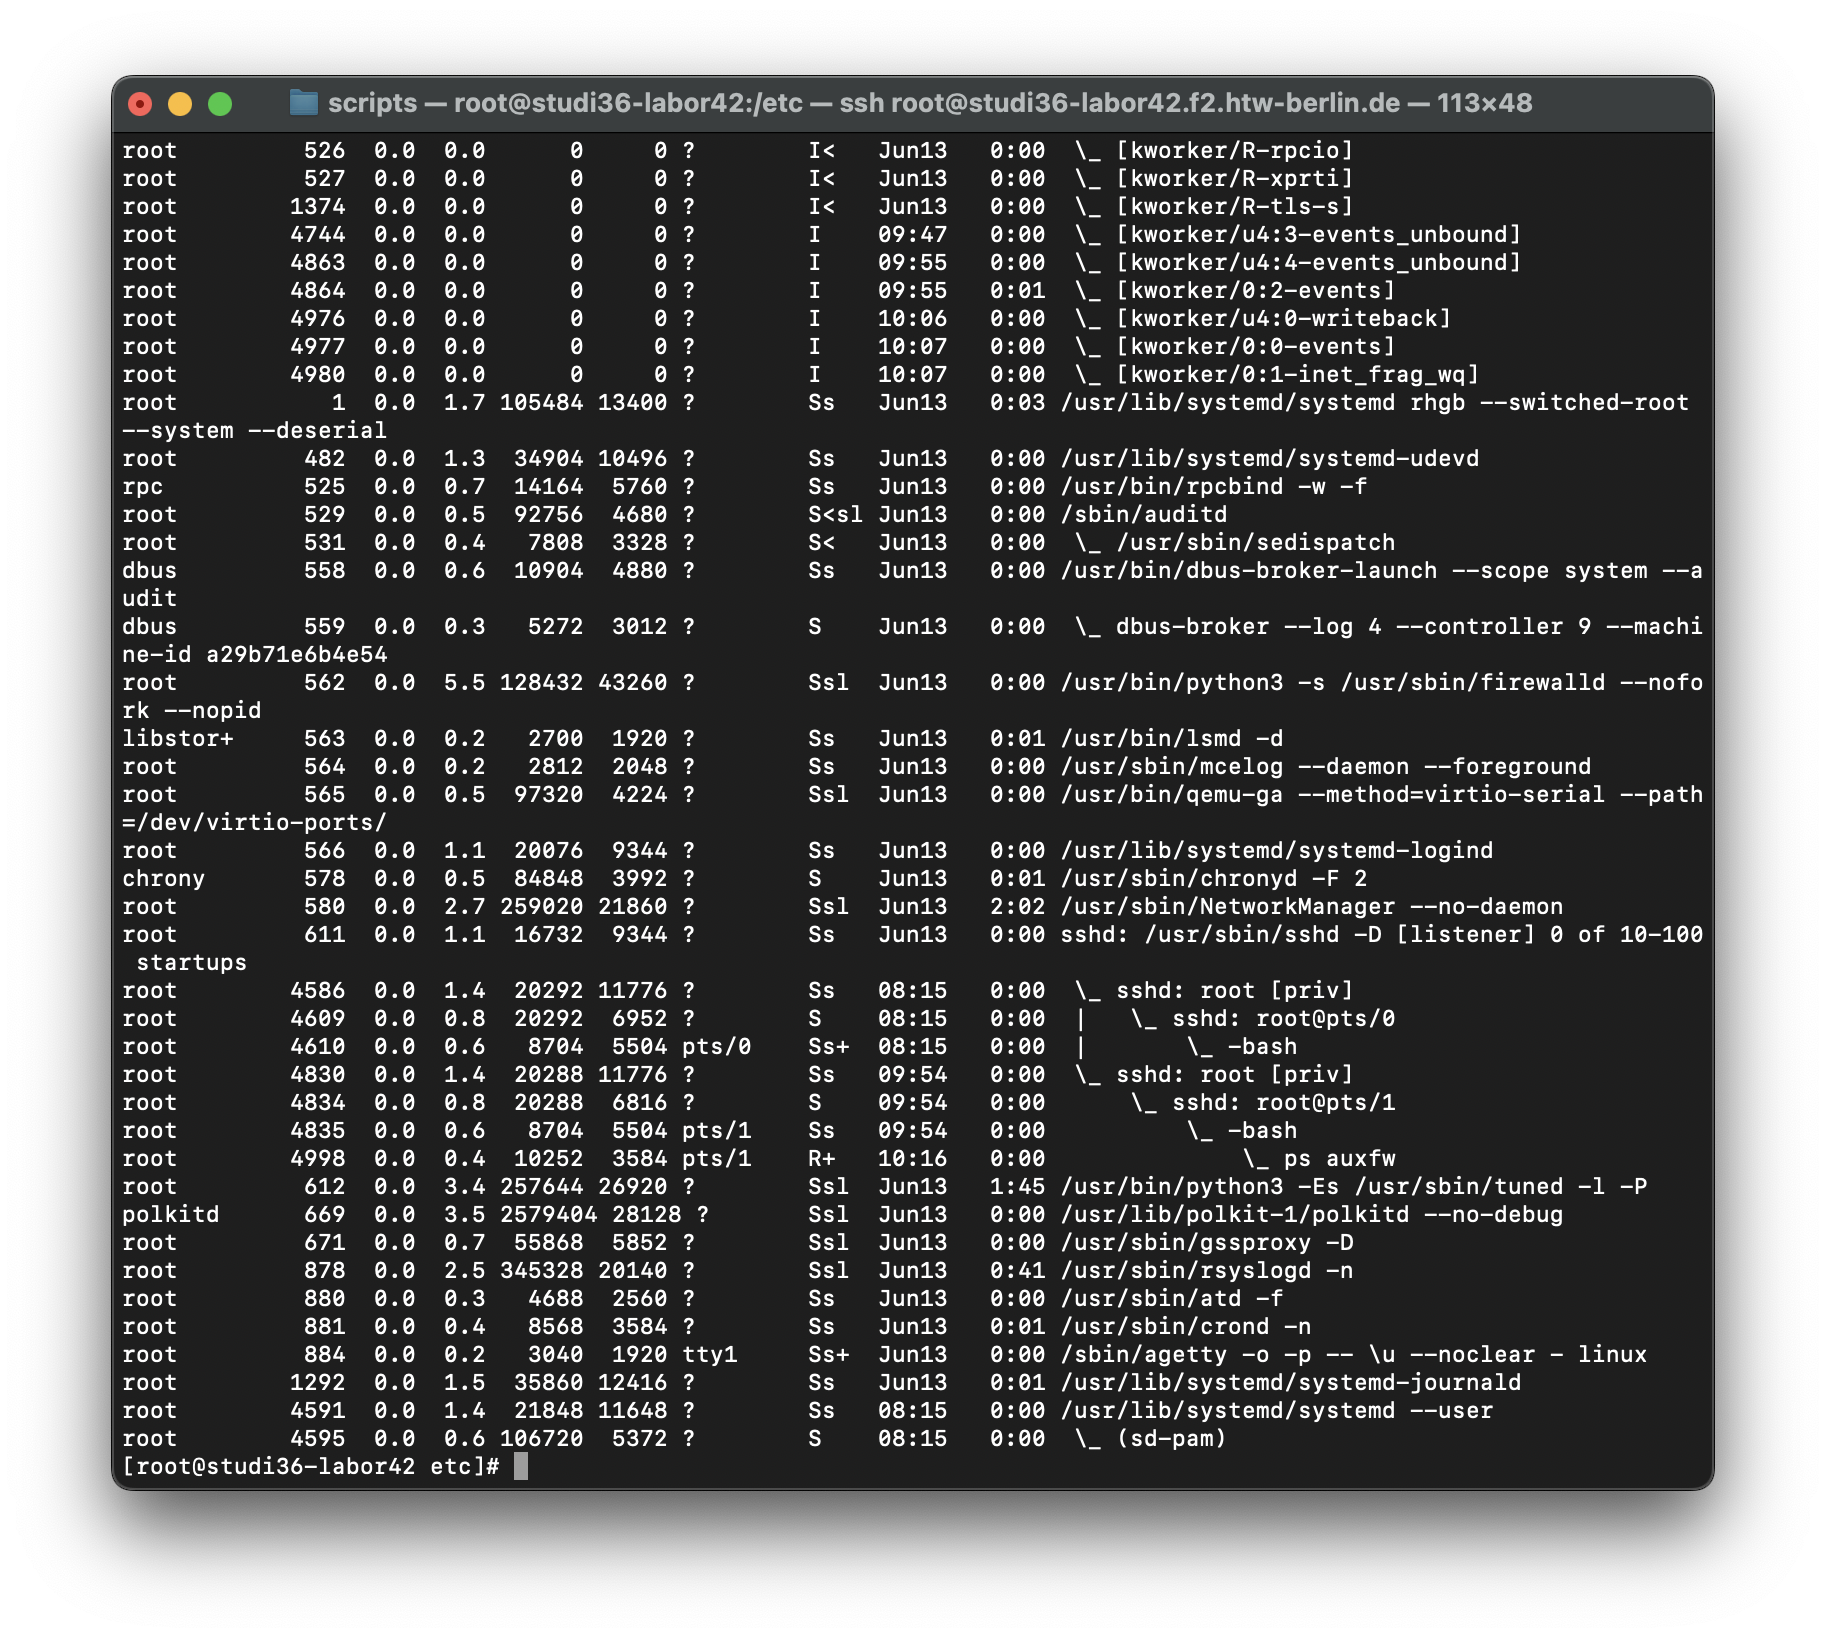 scripts — root@studi36-labor42:/etc — ssh root@studi36-labor42.f2.htw-berlin.de — 113×48
root         526  0.0  0.0      0     0 ?        I<   Jun13   0:00  \_ [kworker/R-rpcio]
root         527  0.0  0.0      0     0 ?        I<   Jun13   0:00  \_ [kworker/R-xprti]
root        1374  0.0  0.0      0     0 ?        I<   Jun13   0:00  \_ [kworker/R-tls-s]
root        4744  0.0  0.0      0     0 ?        I    09:47   0:00  \_ [kworker/u4:3-events_unbound]
root        4863  0.0  0.0      0     0 ?        I    09:55   0:00  \_ [kworker/u4:4-events_unbound]
root        4864  0.0  0.0      0     0 ?        I    09:55   0:01  \_ [kworker/0:2-events]
root        4976  0.0  0.0      0     0 ?        I    10:06   0:00  \_ [kworker/u4:0-writeback]
root        4977  0.0  0.0      0     0 ?        I    10:07   0:00  \_ [kworker/0:0-events]
root        4980  0.0  0.0      0     0 ?        I    10:07   0:00  \_ [kworker/0:1-inet_frag_wq]
root           1  0.0  1.7 105484 13400 ?        Ss   Jun13   0:03 /usr/lib/systemd/systemd rhgb --switched-root
--system --deserial
root         482  0.0  1.3  34904 10496 ?        Ss   Jun13   0:00 /usr/lib/systemd/systemd-udevd
rpc          525  0.0  0.7  14164  5760 ?        Ss   Jun13   0:00 /usr/bin/rpcbind -w -f
root         529  0.0  0.5  92756  4680 ?        S<sl Jun13   0:00 /sbin/auditd
root         531  0.0  0.4   7808  3328 ?        S<   Jun13   0:00  \_ /usr/sbin/sedispatch
dbus         558  0.0  0.6  10904  4880 ?        Ss   Jun13   0:00 /usr/bin/dbus-broker-launch --scope system --a
udit
dbus         559  0.0  0.3   5272  3012 ?        S    Jun13   0:00  \_ dbus-broker --log 4 --controller 9 --machi
ne-id a29b71e6b4e54
root         562  0.0  5.5 128432 43260 ?        Ssl  Jun13   0:00 /usr/bin/python3 -s /usr/sbin/firewalld --nofo
rk --nopid
libstor+     563  0.0  0.2   2700  1920 ?        Ss   Jun13   0:01 /usr/bin/lsmd -d
root         564  0.0  0.2   2812  2048 ?        Ss   Jun13   0:00 /usr/sbin/mcelog --daemon --foreground
root         565  0.0  0.5  97320  4224 ?        Ssl  Jun13   0:00 /usr/bin/qemu-ga --method=virtio-serial --path
=/dev/virtio-ports/
root         566  0.0  1.1  20076  9344 ?        Ss   Jun13   0:00 /usr/lib/systemd/systemd-logind
chrony       578  0.0  0.5  84848  3992 ?        S    Jun13   0:01 /usr/sbin/chronyd -F 2
root         580  0.0  2.7 259020 21860 ?        Ssl  Jun13   2:02 /usr/sbin/NetworkManager --no-daemon
root         611  0.0  1.1  16732  9344 ?        Ss   Jun13   0:00 sshd: /usr/sbin/sshd -D [listener] 0 of 10-100
 startups
root        4586  0.0  1.4  20292 11776 ?        Ss   08:15   0:00  \_ sshd: root [priv]
root        4609  0.0  0.8  20292  6952 ?        S    08:15   0:00  |   \_ sshd: root@pts/0
root        4610  0.0  0.6   8704  5504 pts/0    Ss+  08:15   0:00  |       \_ -bash
root        4830  0.0  1.4  20288 11776 ?        Ss   09:54   0:00  \_ sshd: root [priv]
root        4834  0.0  0.8  20288  6816 ?        S    09:54   0:00      \_ sshd: root@pts/1
root        4835  0.0  0.6   8704  5504 pts/1    Ss   09:54   0:00          \_ -bash
root        4998  0.0  0.4  10252  3584 pts/1    R+   10:16   0:00              \_ ps auxfw
root         612  0.0  3.4 257644 26920 ?        Ssl  Jun13   1:45 /usr/bin/python3 -Es /usr/sbin/tuned -l -P
polkitd      669  0.0  3.5 2579404 28128 ?       Ssl  Jun13   0:00 /usr/lib/polkit-1/polkitd --no-debug
root         671  0.0  0.7  55868  5852 ?        Ssl  Jun13   0:00 /usr/sbin/gssproxy -D
root         878  0.0  2.5 345328 20140 ?        Ssl  Jun13   0:41 /usr/sbin/rsyslogd -n
root         880  0.0  0.3   4688  2560 ?        Ss   Jun13   0:00 /usr/sbin/atd -f
root         881  0.0  0.4   8568  3584 ?        Ss   Jun13   0:01 /usr/sbin/crond -n
root         884  0.0  0.2   3040  1920 tty1     Ss+  Jun13   0:00 /sbin/agetty -o -p -- \u --noclear - linux
root        1292  0.0  1.5  35860 12416 ?        Ss   Jun13   0:01 /usr/lib/systemd/systemd-journald
root        4591  0.0  1.4  21848 11648 ?        Ss   08:15   0:00 /usr/lib/systemd/systemd --user
root        4595  0.0  0.6 106720  5372 ?        S    08:15   0:00  \_ (sd-pam)
[root@studi36-labor42 etc]#